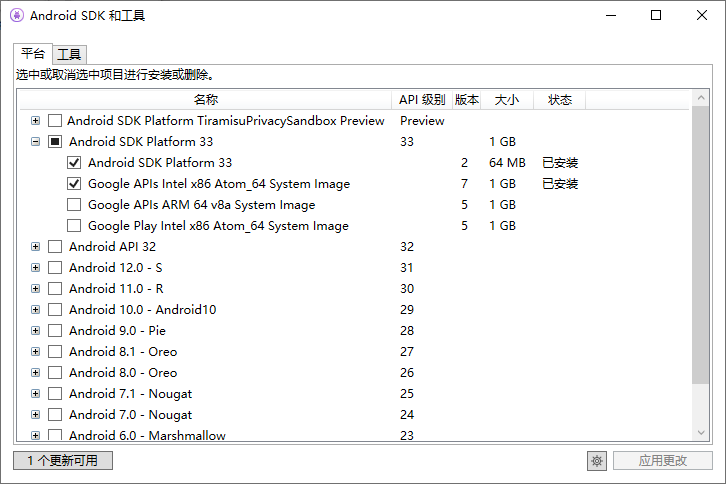 Android SDK 和工具
平台 工具
选中或取消选中项目进行安装或删除。
名称 API 级别 版本 大小 状态
Android SDK Platform TiramisuPrivacySandbox Preview Preview
Android SDK Platform 33 33 1 GB
Android SDK Platform 33 2 64 MB 已安装
Google APIs Intel x86 Atom_64 System Image 7 1 GB 已安装
Google APIs ARM 64 v8a System Image 5 1 GB
Google Play Intel x86 Atom_64 System Image 5 1 GB
Android API 32 32
Android 12.0 - S 31
Android 11.0 - R 30
Android 10.0 - Android10 29
Android 9.0 - Pie 28
Android 8.1 - Oreo 27
Android 8.0 - Oreo 26
Android 7.1 - Nougat 25
Android 7.0 - Nougat 24
Android 6.0 - Marshmallow 23
1 个更新可用 应用更改